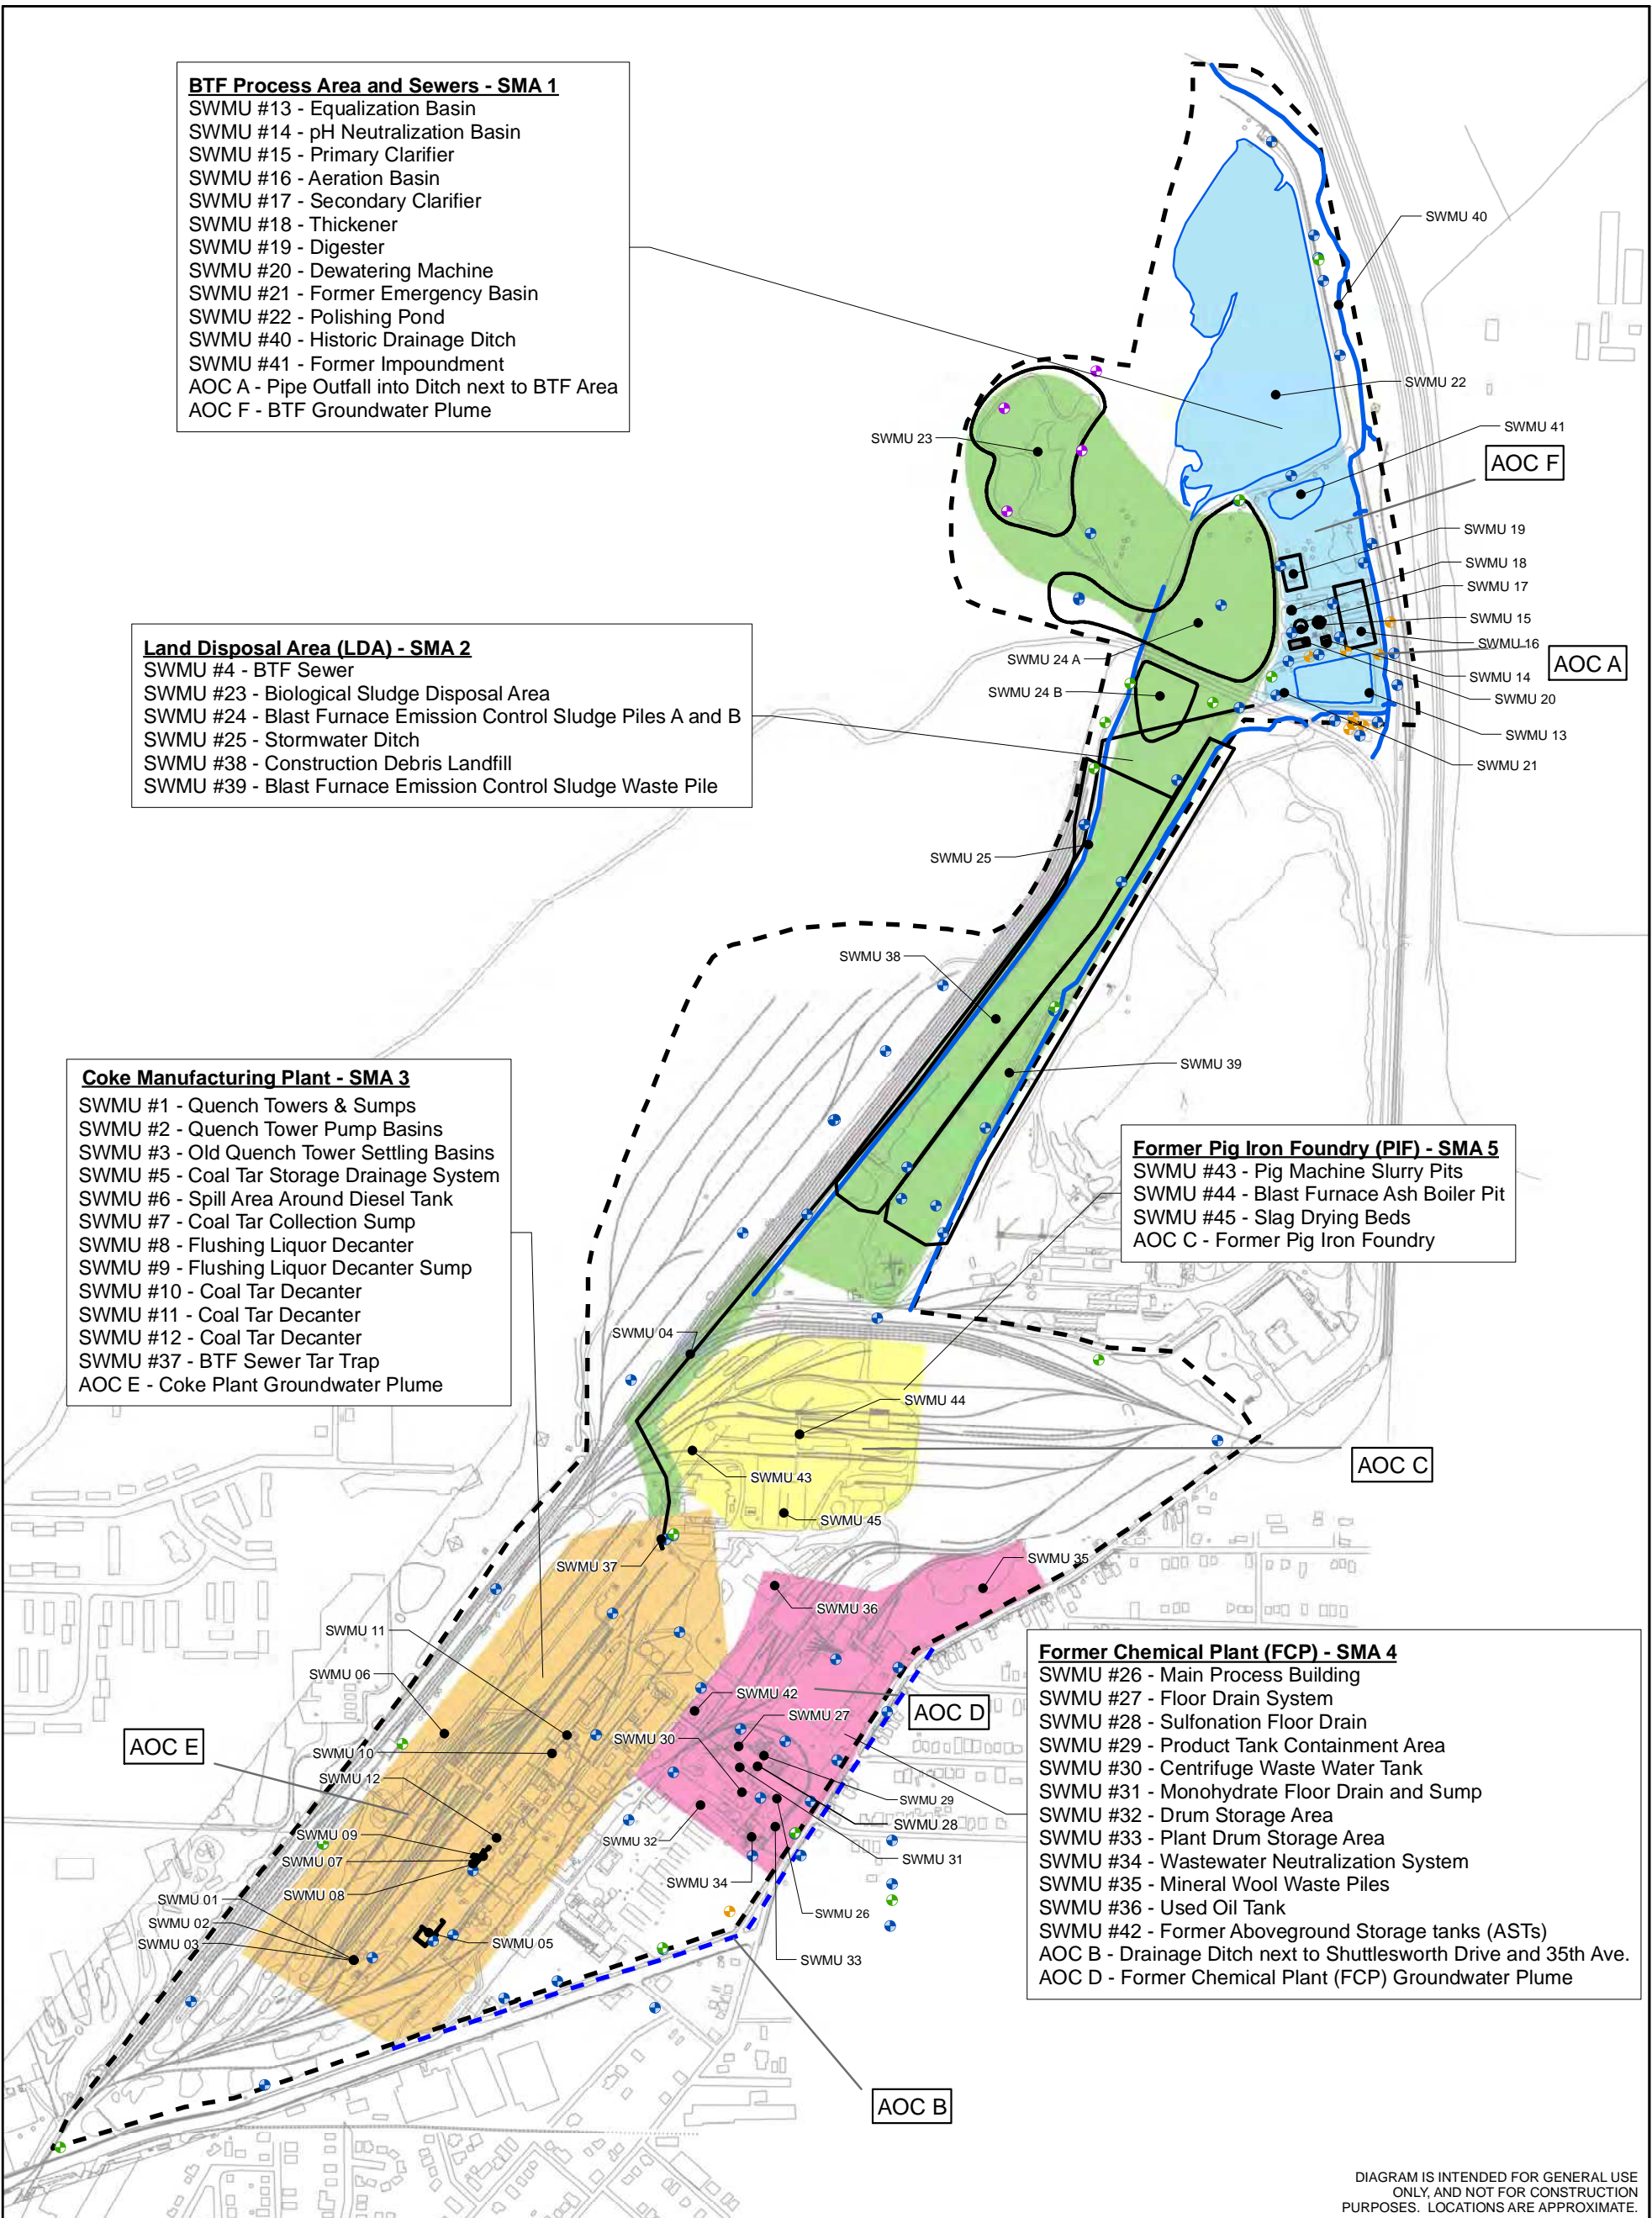 BTF Process Area and Sewers - SMA 1
SWMU #13 - Equalization Basin
SWMU #14 - pH Neutralization Basin
SWMU #15 - Primary Clarifier
SWMU #16 - Aeration Basin
SWMU #17 - Secondary Clarifier
SWMU #18 - Thickener
SWMU #19 - Digester
SWMU #20 - Dewatering Machine
SWMU #21 - Former Emergency Basin
SWMU #22 - Polishing Pond
SWMU #40 - Historic Drainage Ditch
SWMU #41 - Former Impoundment
AOC A - Pipe Outfall into Ditch next to BTF Area
AOC F - BTF Groundwater Plume
SWMU 40
SWMU 22
SWMU 41
AOC F
SWMU 23
SWMU 19
SWMU 18
SWMU 17
SWMU 15
SWMU 16
AOC A
SWMU 14
SWMU 20
SWMU 13
SWMU 21
SWMU 24 A
SWMU 24 B
Land Disposal Area (LDA) - SMA 2
SWMU #4 - BTF Sewer
SWMU #23 - Biological Sludge Disposal Area
SWMU #24 - Blast Furnace Emission Control Sludge Piles A and B
SWMU #25 - Stormwater Ditch
SWMU #38 - Construction Debris Landfill
SWMU #39 - Blast Furnace Emission Control Sludge Waste Pile
SWMU 25
SWMU 38
SWMU 39
Coke Manufacturing Plant - SMA 3
SWMU #1 - Quench Towers & Sumps
SWMU #2 - Quench Tower Pump Basins
SWMU #3 - Old Quench Tower Settling Basins
SWMU #5 - Coal Tar Storage Drainage System
SWMU #6 - Spill Area Around Diesel Tank
SWMU #7 - Coal Tar Collection Sump
SWMU #8 - Flushing Liquor Decanter
SWMU #9 - Flushing Liquor Decanter Sump
SWMU #10 - Coal Tar Decanter
SWMU #11 - Coal Tar Decanter
SWMU #12 - Coal Tar Decanter
SWMU #37 - BTF Sewer Tar Trap
AOC E - Coke Plant Groundwater Plume
Former Pig Iron Foundry (PIF) - SMA 5
SWMU #43 - Pig Machine Slurry Pits
SWMU #44 - Blast Furnace Ash Boiler Pit
SWMU #45 - Slag Drying Beds
AOC C - Former Pig Iron Foundry
SWMU 04
SWMU 44
SWMU 43
AOC C
SWMU 45
SWMU 37
SWMU 35
SWMU 36
SWMU 11
SWMU 06
SWMU 42
SWMU 27
AOC D
SWMU 30
AOC E
SWMU 10
SWMU 12
SWMU 29
SWMU 28
SWMU 09
SWMU 32
SWMU 07
SWMU 31
SWMU 34
SWMU 08
SWMU 01
SWMU 26
SWMU 02
SWMU 03
SWMU 05
SWMU 33
AOC B
Former Chemical Plant (FCP) - SMA 4
SWMU #26 - Main Process Building
SWMU #27 - Floor Drain System
SWMU #28 - Sulfonation Floor Drain
SWMU #29 - Product Tank Containment Area
SWMU #30 - Centrifuge Waste Water Tank
SWMU #31 - Monohydrate Floor Drain and Sump
SWMU #32 - Drum Storage Area
SWMU #33 - Plant Drum Storage Area
SWMU #34 - Wastewater Neutralization System
SWMU #35 - Mineral Wool Waste Piles
SWMU #36 - Used Oil Tank
SWMU #42 - Former Aboveground Storage tanks (ASTs)
AOC B - Drainage Ditch next to Shuttlesworth Drive and 35th Ave.
AOC D - Former Chemical Plant (FCP) Groundwater Plume
DIAGRAM IS INTENDED FOR GENERAL USE
ONLY, AND NOT FOR CONSTRUCTION
PURPOSES. LOCATIONS ARE APPROXIMATE.